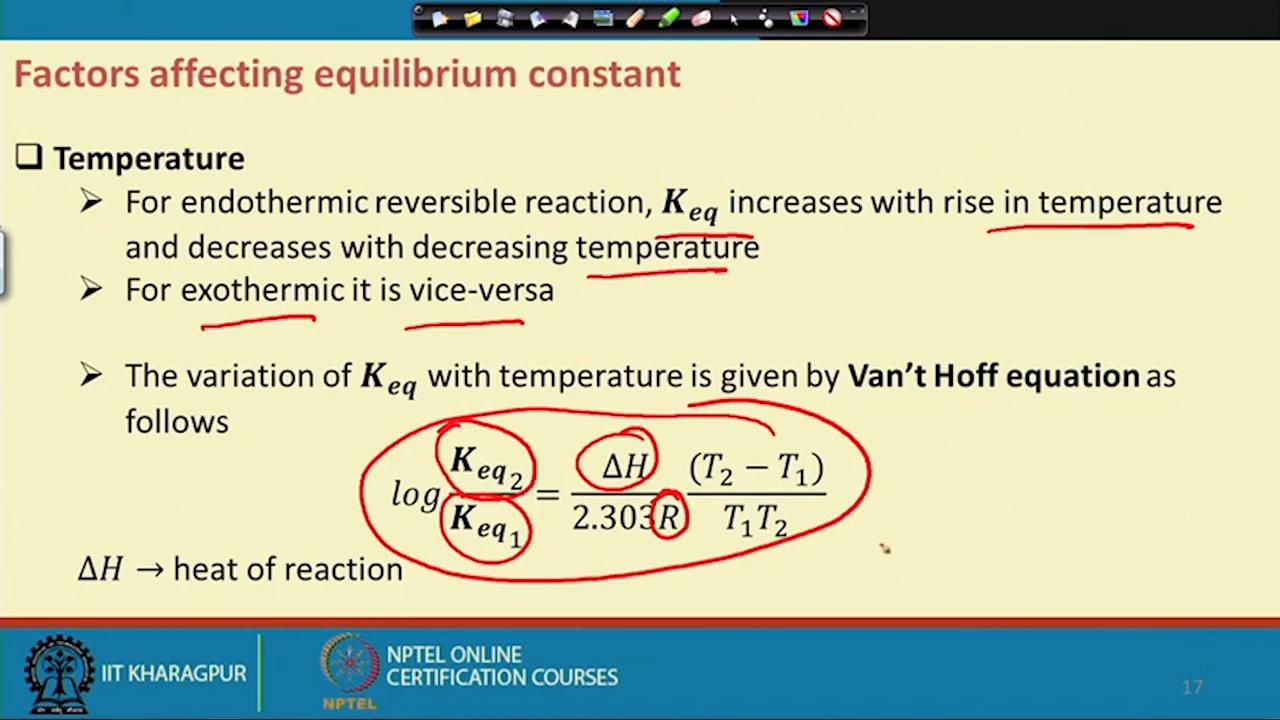 Factors affecting equilibrium constant
❑ Temperature
➢ For endothermic reversible reaction, K_eq increases with rise in temperature
and decreases with decreasing temperature
➢ For exothermic it is vice-versa
➢ The variation of K_eq with temperature is given by Van't Hoff equation as
follows
log K_eq₂/K_eq₁ = ΔH/2.303R (T₂ − T₁)/T₁T₂
ΔH → heat of reaction
IIT KHARAGPUR
NPTEL
NPTEL ONLINE
CERTIFICATION COURSES
17